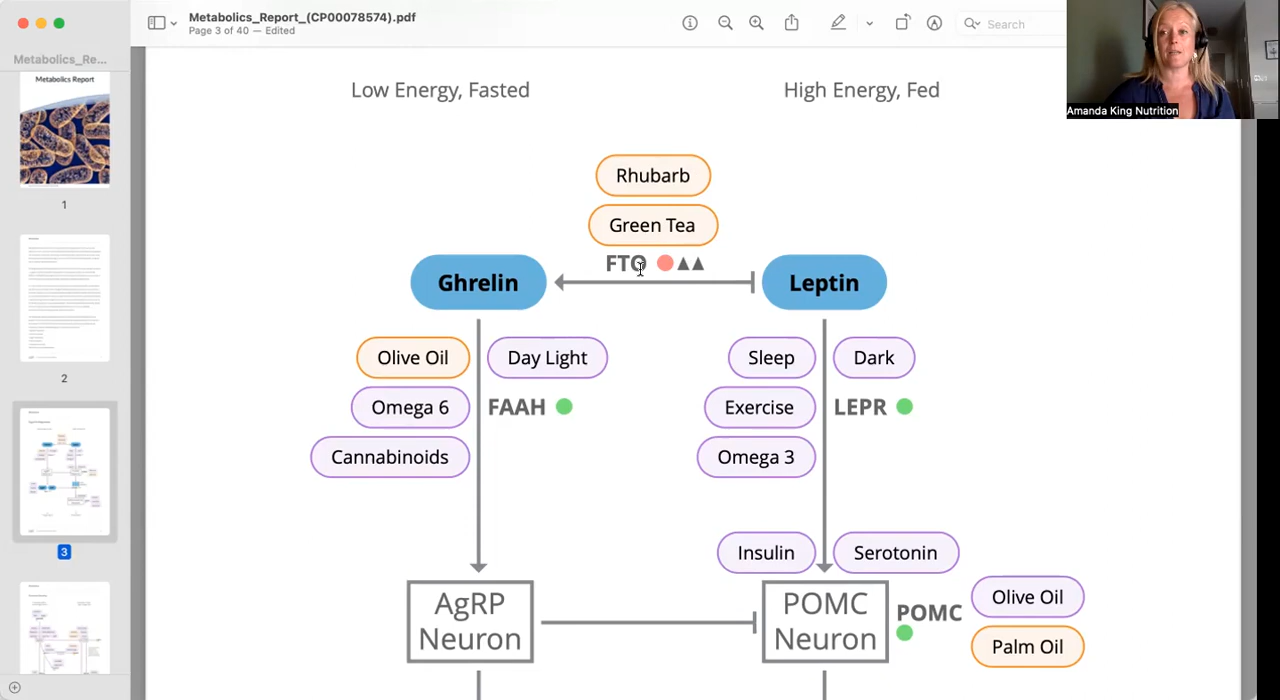 Metabolics_Report_(CP00078574).pdf
Page 3 of 40 — Edited
Search
Metabolics_Re...
Metabolics Report
1
2
3
Amanda King Nutrition
Low Energy, Fasted
High Energy, Fed
Rhubarb
Green Tea
FTO
Ghrelin
Leptin
Olive Oil
Day Light
Sleep
Dark
Omega 6
FAAH
Exercise
LEPR
Cannabinoids
Omega 3
Insulin
Serotonin
AgRP
Neuron
POMC
Neuron
POMC
Olive Oil
Palm Oil